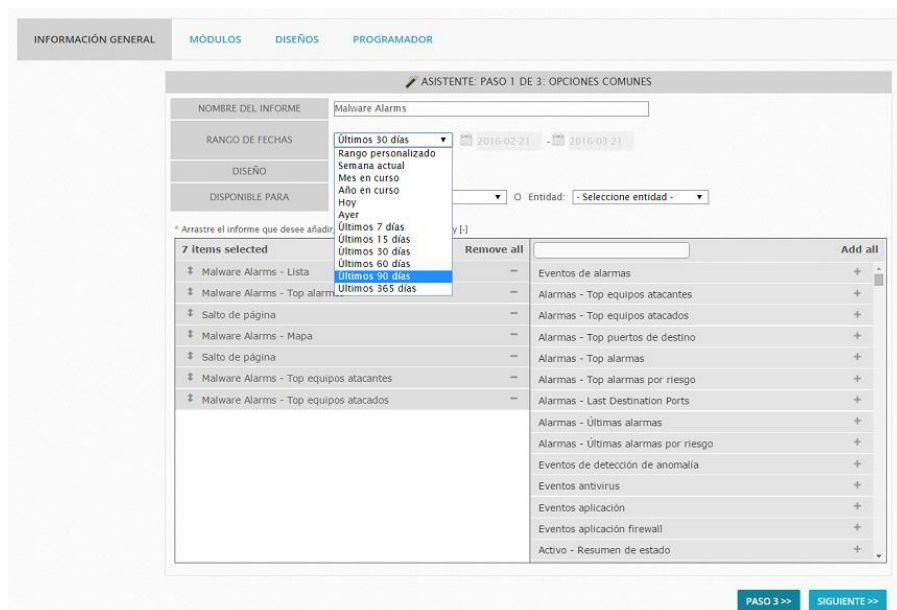 INFORMACIÓN GENERAL MÓDULOS DISEÑOS PROGRAMADOR
ASISTENTE: PASO 1 DE 3: OPCIONES COMUNES
NOMBRE DEL INFORME Malware Alarms
RANGO DE FECHAS Últimos 30 días 2016-02-21 - 2016-03-21
Rango personalizado
Semana actual
Mes en curso
Año en curso
Hoy
Ayer
Últimos 7 días
Últimos 15 días
Últimos 30 días
Últimos 60 días
Últimos 90 días
Últimos 365 días
DISEÑO
DISPONIBLE PARA O Entidad: - Seleccione entidad -
* Arrastre el informe que desee añadir, y [-]
7 items selected Remove all Add all
Malware Alarms - Lista
Malware Alarms - Top
Salto de página
Malware Alarms - Mapa
Salto de página
Malware Alarms - Top equipos atacantes
Malware Alarms - Top equipos atacados
Eventos de alarmas
Alarmas - Top equipos atacantes
Alarmas - Top equipos atacados
Alarmas - Top puertos de destino
Alarmas - Top alarmas
Alarmas - Top alarmas por riesgo
Alarmas - Last Destination Ports
Alarmas - Últimas alarmas
Alarmas - Últimas alarmas por riesgo
Eventos de detección de anomalía
Eventos antivirus
Eventos aplicación
Eventos aplicación firewall
Activo - Resumen de estado
PASO 3 >> SIGUIENTE >>